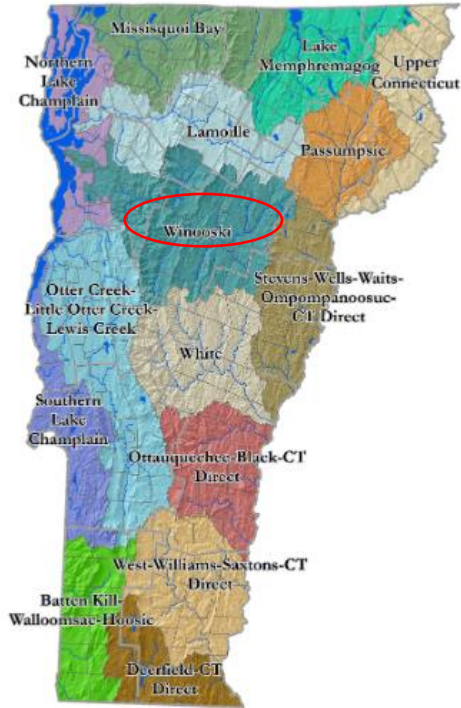 Missisquoi Bay
Northern
Lake
Champlain
Lake
Memphremagog
Upper
Connecticut
Lamoille
Passumpsic
Winooski
Stevens-Wells-Waits-
Ompompanoosuc-
CT Direct
Otter Creek-
Little Otter Creek-
Lewis Creek
White
Southern
Lake
Champlain
Ottauquechee-Black-CT
Direct
West-Williams-Saxtons-CT
Direct
Batten Kill-
Walloomsac-Hoosic
Deerfield-CT
Direct